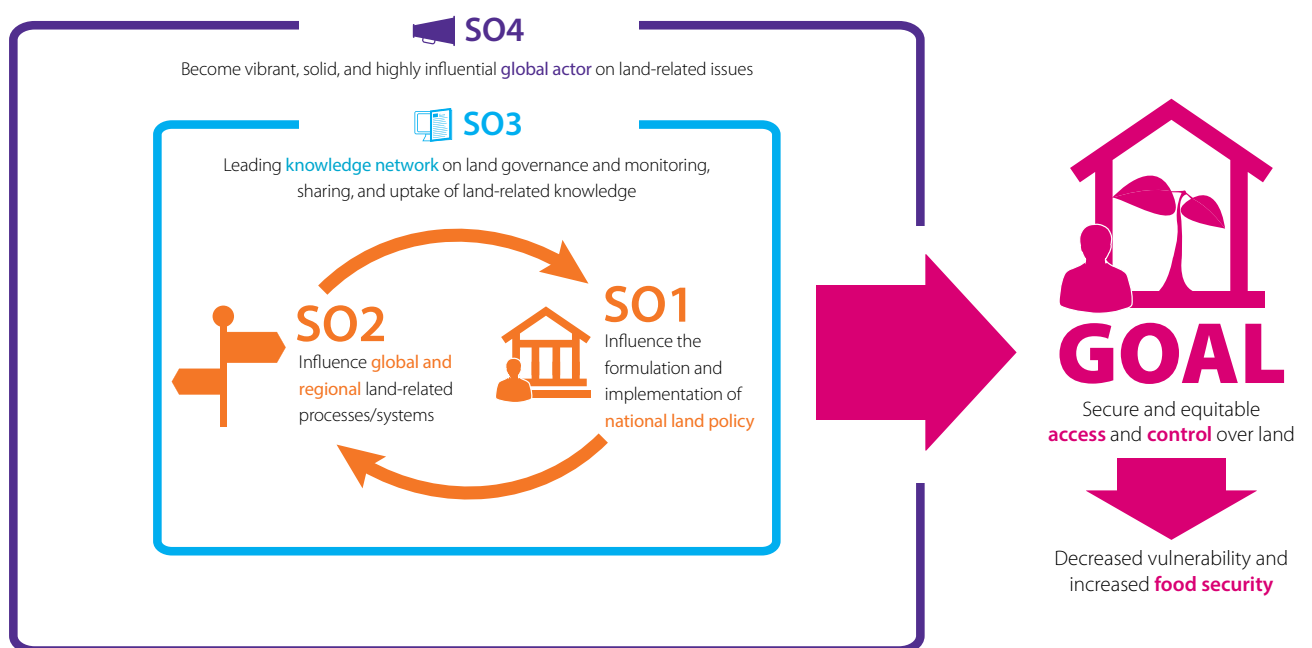 SO4
Become vibrant, solid, and highly influential global actor on land-related issues
SO3
Leading knowledge network on land governance and monitoring,
sharing, and uptake of land-related knowledge
SO2
Influence global and
regional land-related
processes/systems
SO1
Influence the
formulation and
implementation of
national land policy
GOAL
Secure and equitable
access and control over land
Decreased vulnerability and
increased food security